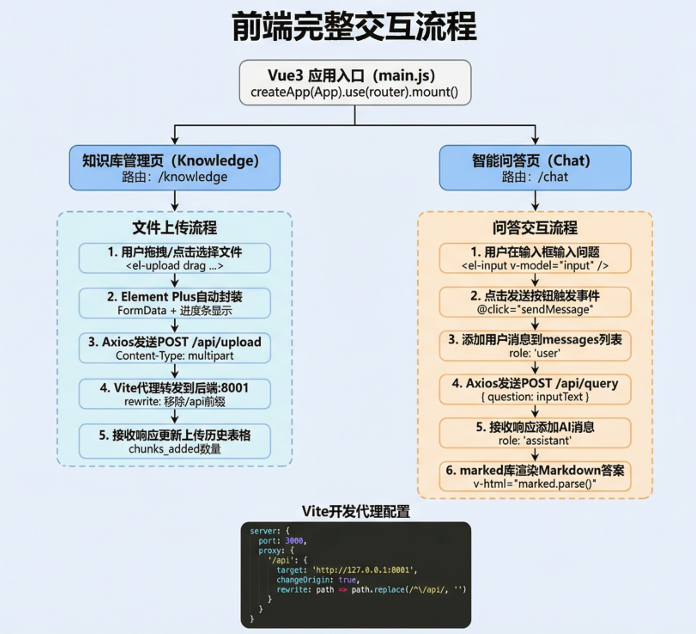 前端完整交互流程
Vue3 应用入口（main.js）
createApp(App).use(router).mount()
知识库管理页（Knowledge）
路由：/knowledge
文件上传流程
1. 用户拖拽/点击选择文件
<el-upload drag ...>
2. Element Plus自动封装
FormData + 进度条显示
3. Axios发送POST /api/upload
Content-Type: multipart
4. Vite代理转发到后端:8001
rewrite: 移除/api前缀
5. 接收响应更新上传历史表格
chunks_added数量
智能问答页（Chat）
路由：/chat
问答交互流程
1. 用户在输入框输入问题
<el-input v-model="input" />
2. 点击发送按钮触发事件
@click="sendMessage"
3. 添加用户消息到messages列表
role: 'user'
4. Axios发送POST /api/query
{ question: inputText }
5. 接收响应添加AI消息
role: 'assistant'
6. marked库渲染Markdown答案
v-html="marked.parse()"
Vite开发代理配置
server: {
port: 3000,
proxy: {
'/api': {
target: 'http://127.0.0.1:8001',
changeOrigin: true,
rewrite: path => path.replace(/^\/api/, '')
}
}
}